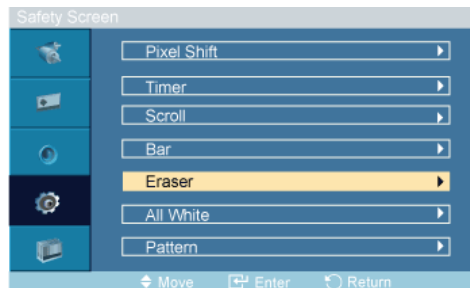 Safety Screen
Pixel Shift
Timer
Scroll
Bar
Eraser
All White
Pattern
Move Enter Return